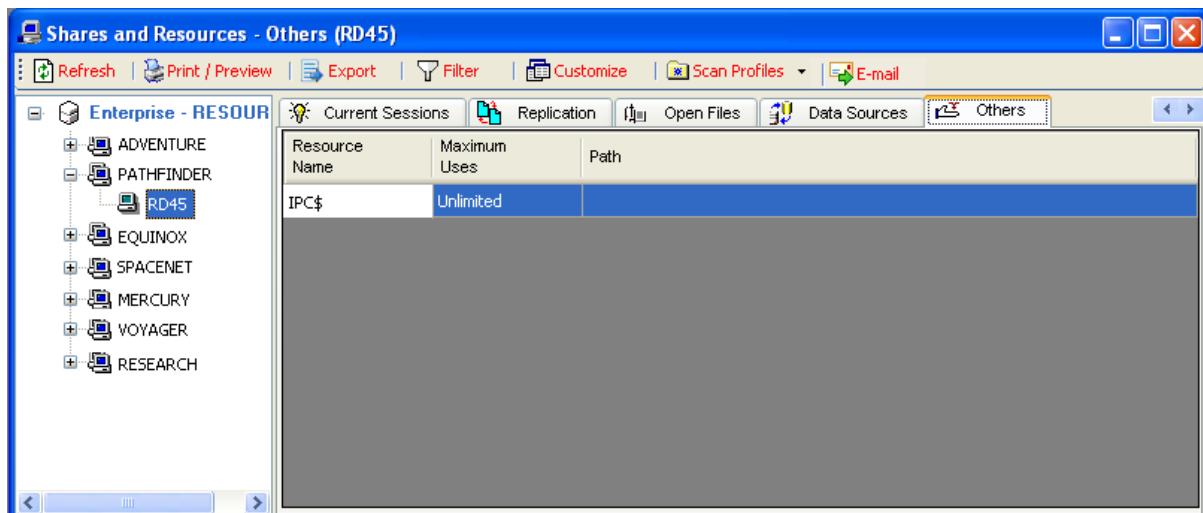 Shares and Resources - Others (RD45)
Refresh Print / Preview Export Filter Customize Scan Profiles E-mail
Enterprise - RESOUR
ADVENTURE
PATHFINDER
RD45
EQUINOX
SPACENET
MERCURY
VOYAGER
RESEARCH
Current Sessions Replication Open Files Data Sources Others
Resource Name Maximum Uses Path
IPC$ Unlimited